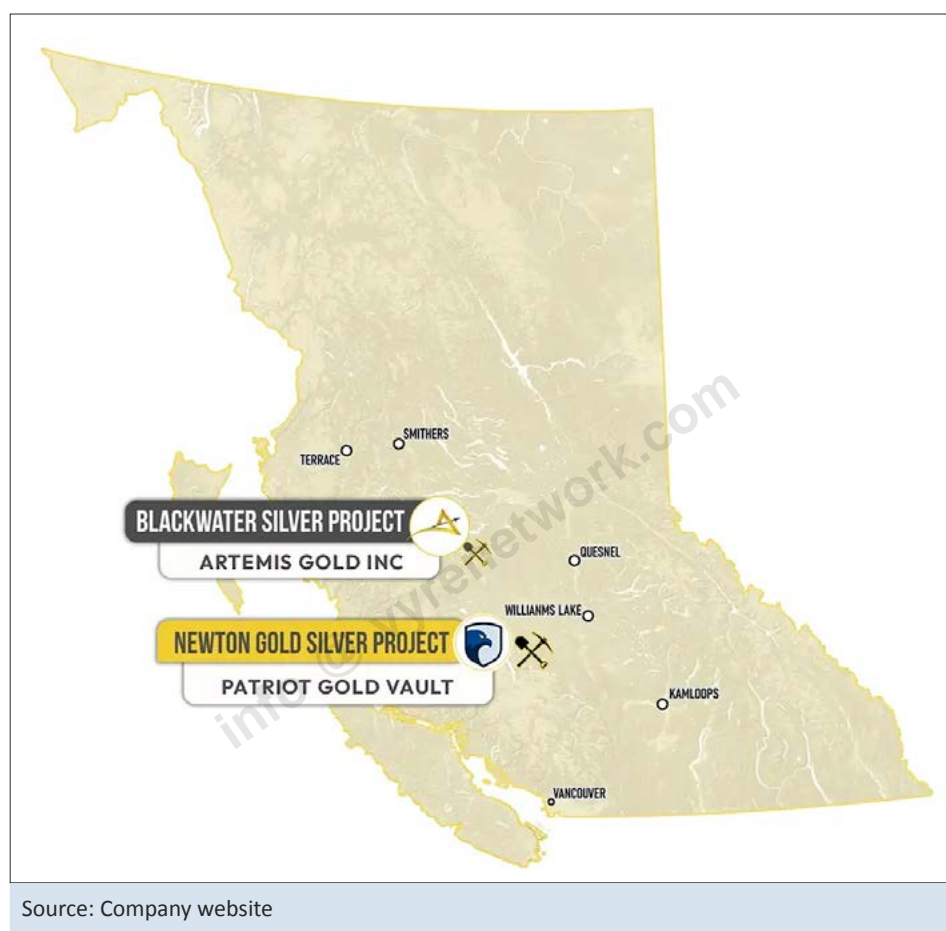 SMITHERS
TERRACE
BLACKWATER SILVER PROJECT
ARTEMIS GOLD INC
QUESNEL
WILLIANMS LAKE
NEWTON GOLD SILVER PROJECT
PATRIOT GOLD VAULT
KAMLOOPS
VANCOUVER
info @ vyrenetwork.com
Source: Company website